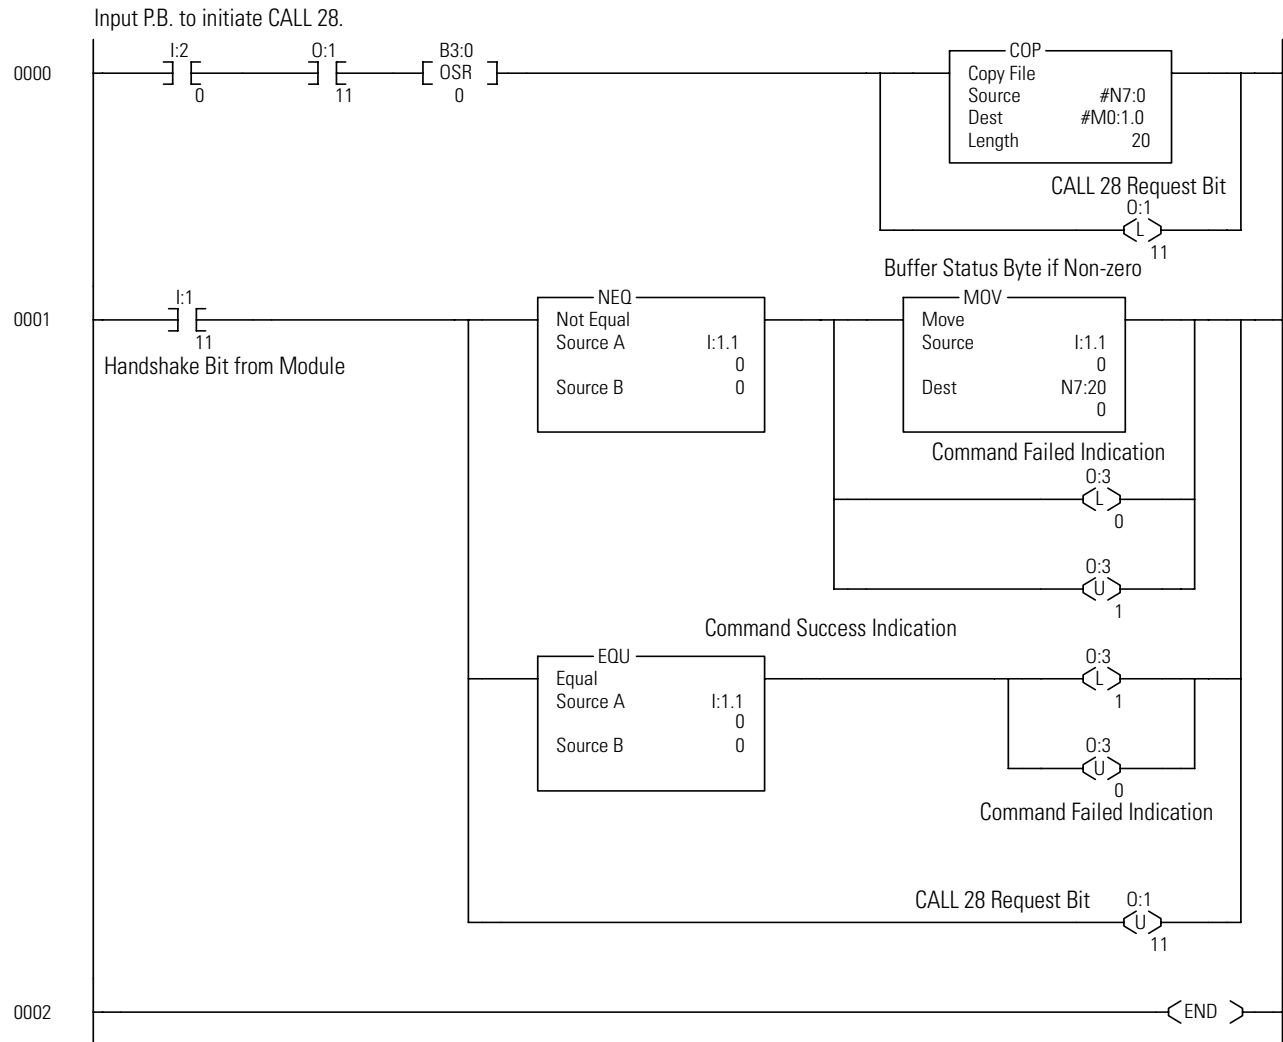 Input P.B. to initiate CALL 28.
I:2 O:1 B3:0 COP
0000 OSR Copy File
0 11 0 Source #N7:0
Dest #M0:1.0
Length 20
CALL 28 Request Bit
O:1
L
11
Buffer Status Byte if Non-zero
I:1 NEQ MOV
0001 Not Equal Move
11 Source A I:1.1 Source I:1.1
Handshake Bit from Module 0 0
Source B 0 Dest N7:20
0
Command Failed Indication
O:3
L
0
O:3
U
1
Command Success Indication
EQU O:3
Equal L
Source A I:1.1 1
0
Source B 0 O:3
U
0
Command Failed Indication
CALL 28 Request Bit O:1
U
11
0002 END